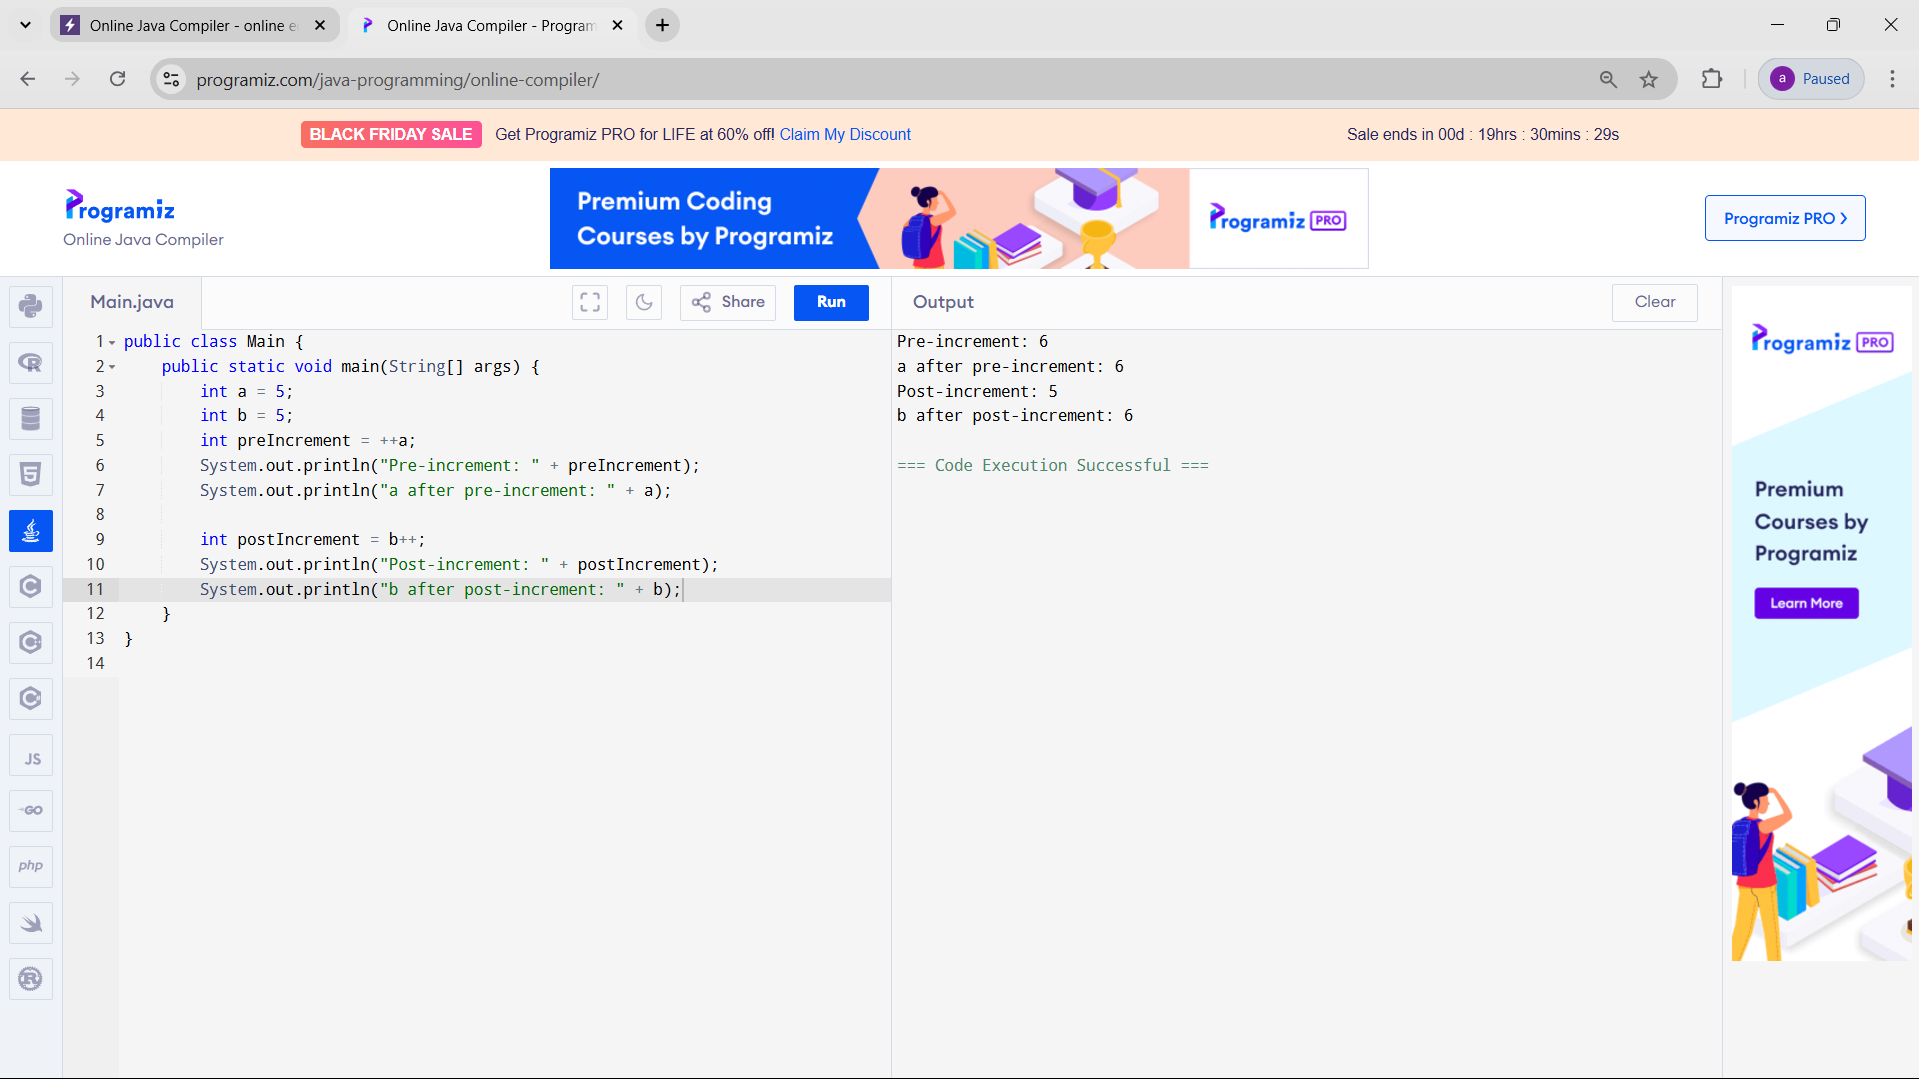 Online Java Compiler - online e
Online Java Compiler - Program
programiz.com/java-programming/online-compiler/
a Paused
BLACK FRIDAY SALE Get Programiz PRO for LIFE at 60% off! Claim My Discount
Sale ends in 00d : 19hrs : 30mins : 29s
Programiz
Online Java Compiler
Premium Coding
Courses by Programiz
Programiz PRO
Programiz PRO >
Main.java
Share
Run
Output
Clear
1 public class Main {
2     public static void main(String[] args) {
3         int a = 5;
4         int b = 5;
5         int preIncrement = ++a;
6         System.out.println("Pre-increment: " + preIncrement);
7         System.out.println("a after pre-increment: " + a);
8
9         int postIncrement = b++;
10         System.out.println("Post-increment: " + postIncrement);
11         System.out.println("b after post-increment: " + b);
12     }
13 }
14
Pre-increment: 6
a after pre-increment: 6
Post-increment: 5
b after post-increment: 6
=== Code Execution Successful ===
R
5
C
C
C
JS
GO
php
R
Programiz PRO
Premium
Courses by
Programiz
Learn More